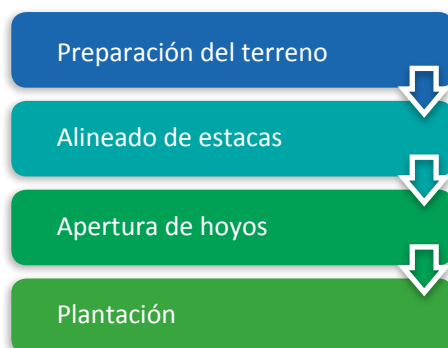 Preparación del terreno
Alineado de estacas
Apertura de hoyos
Plantación